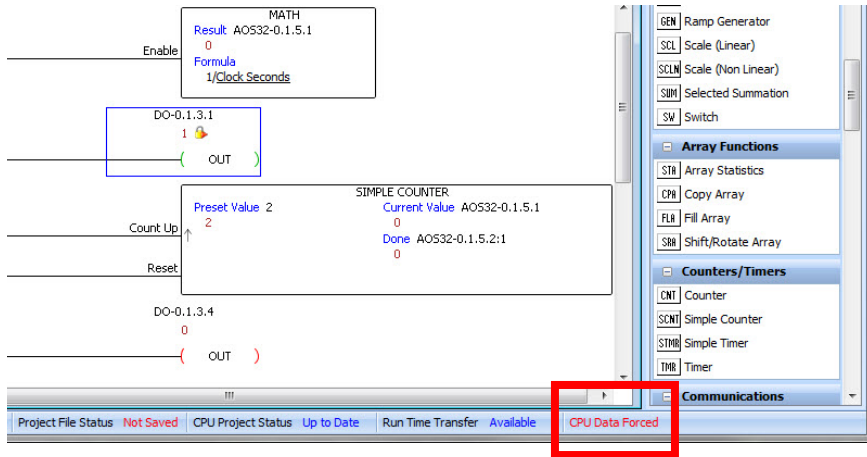 MATH
Result AOS32-0.1.5.1
0
Enable
Formula
1/Clock Seconds
DO-0.1.3.1
1
( OUT )
SIMPLE COUNTER
Preset Value 2 Current Value AOS32-0.1.5.1
2 0
Count Up
Done AOS32-0.1.5.2:1
0
Reset
DO-0.1.3.4
0
( OUT )
GEN Ramp Generator
SCL Scale (Linear)
SCLN Scale (Non Linear)
SUM Selected Summation
SW Switch
Array Functions
STA Array Statistics
CPA Copy Array
FLA Fill Array
SRA Shift/Rotate Array
Counters/Timers
CNT Counter
SCNT Simple Counter
STMR Simple Timer
TMR Timer
Communications
Project File Status Not Saved CPU Project Status Up to Date Run Time Transfer Available CPU Data Forced